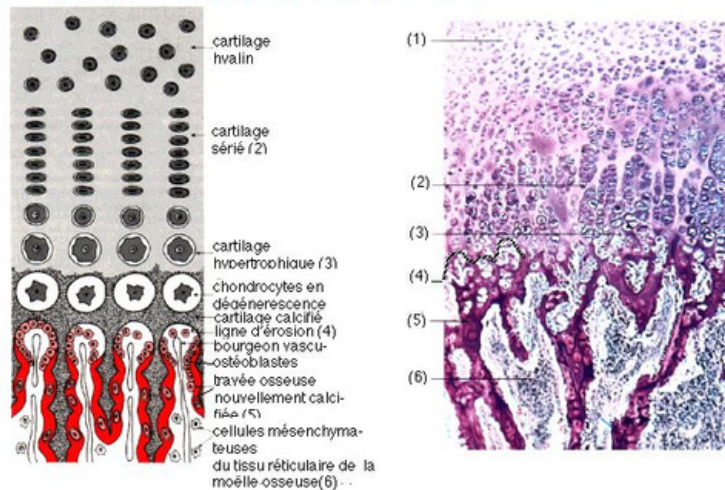 cartilage
hvalin
cartilage
sérié (2)
cartilage
hypertrophique (3)
chondrocytes en
dégénerescence
cartilage calcifié
ligne d'érosion (4)
bourgeon vascu-
ostéoblastes
travée osseuse
nouvellement calci-
fiée (5)
cellules mésenchyma-
teuses
du tissu réticulaire de la
moëlle osseuse(6)
(1)
(2)
(3)
(4)
(5)
(6)